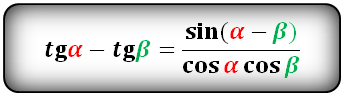 tgα − tgβ = sin(α − β) / cos α cos β